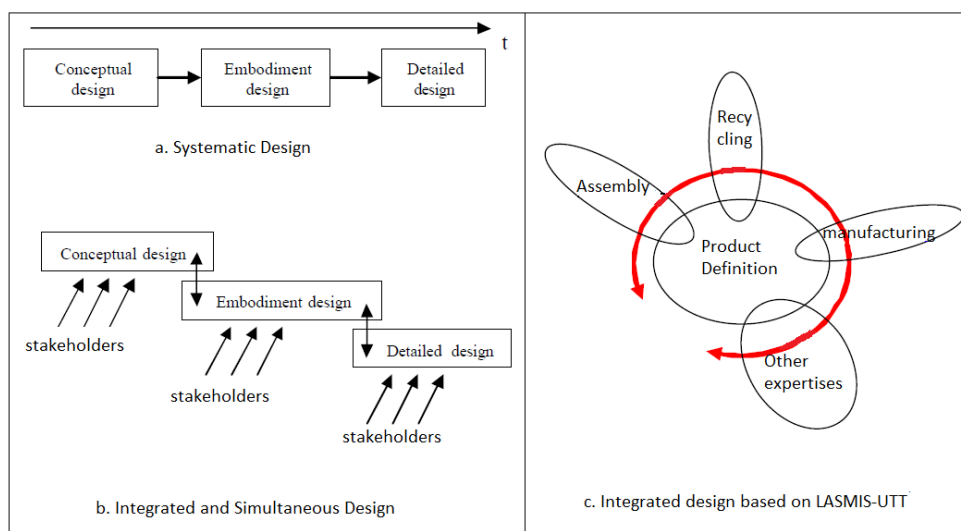 t
Conceptual
design
Embodiment
design
Detailed
design
a. Systematic Design
Conceptual design
Embodiment design
Detailed design
stakeholders
stakeholders
stakeholders
b. Integrated and Simultaneous Design
Recy
cling
Assembly
manufacturing
Product
Definition
Other
expertises
c. Integrated design based on LASMIS-UTT